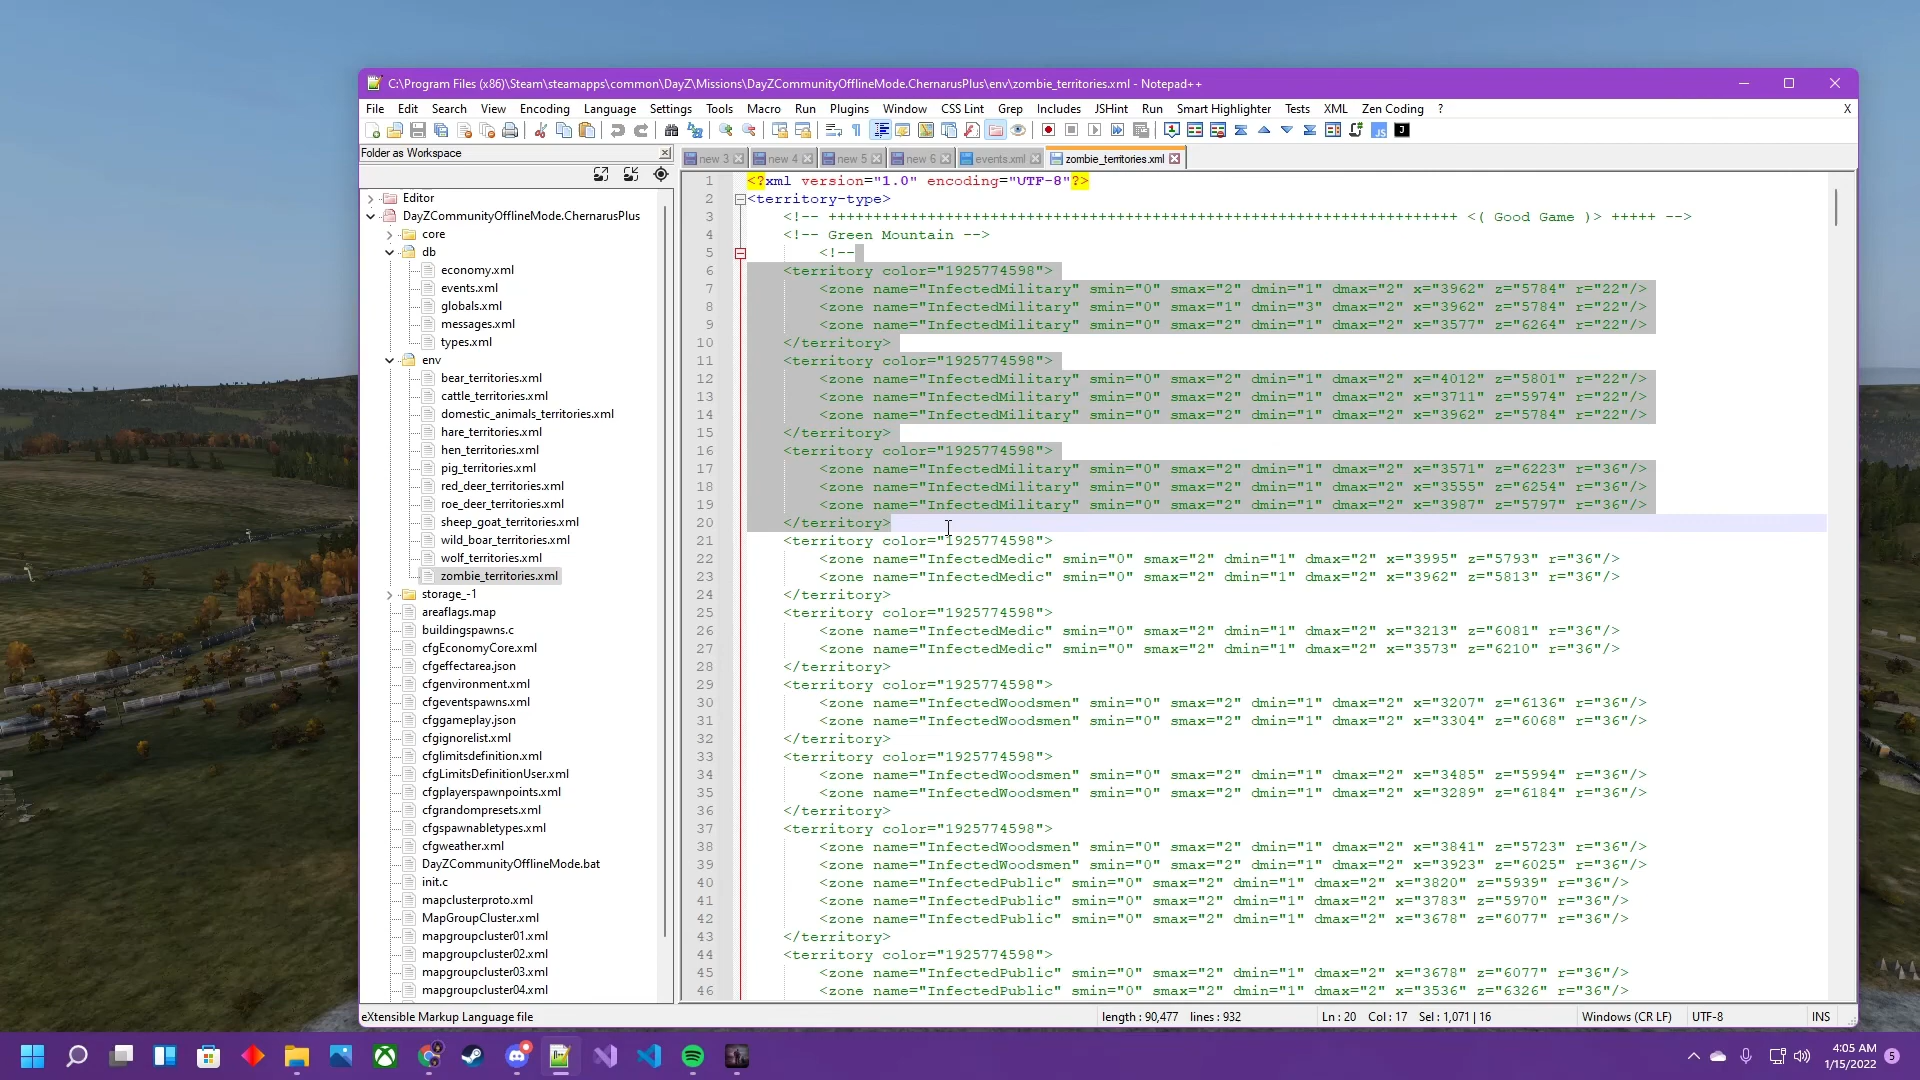 C:\Program Files (x86)\Steam\steamapps\common\DayZ\Missions\DayZCommunityOfflineMode.ChernarusPlus\env\zombie_territories.xml - Notepad++
File Edit Search View Encoding Language Settings Tools Macro Run Plugins Window CSS Lint Grep Includes JSHint Run Smart Highlighter Tests XML Zen Coding ? X
Folder as Workspace
new 3 new 4 new 5 new 6 events.xml zombie_territories.xml
Editor
DayZCommunityOfflineMode.ChernarusPlus
core
db
economy.xml
events.xml
globals.xml
messages.xml
types.xml
env
bear_territories.xml
cattle_territories.xml
domestic_animals_territories.xml
hare_territories.xml
hen_territories.xml
pig_territories.xml
red_deer_territories.xml
roe_deer_territories.xml
sheep_goat_territories.xml
wild_boar_territories.xml
wolf_territories.xml
zombie_territories.xml
storage_-1
areaflags.map
buildingspawns.c
cfgEconomyCore.xml
cfgeffectarea.json
cfgenvironment.xml
cfgeventspawns.xml
cfggameplay.json
cfgignorelist.xml
cfglimitsdefinition.xml
cfgLimitsDefinitionUser.xml
cfgplayerspawnpoints.xml
cfgrandompresets.xml
cfgspawnabletypes.xml
cfgweather.xml
DayZCommunityOfflineMode.bat
init.c
mapclusterproto.xml
MapGroupCluster.xml
mapgroupcluster01.xml
mapgroupcluster02.xml
mapgroupcluster03.xml
mapgroupcluster04.xml
1 <?xml version="1.0" encoding="UTF-8"?>
2 <territory-type>
3 <!-- ++++++++++++++++++++++++++++++++++++++++++++++++++++++++++++++++++++++ <( Good Game )> +++++ -->
4 <!-- Green Mountain -->
5 <!--
6 <territory color="1925774598">
7 <zone name="InfectedMilitary" smin="0" smax="2" dmin="1" dmax="2" x="3962" z="5784" r="22"/>
8 <zone name="InfectedMilitary" smin="0" smax="1" dmin="3" dmax="2" x="3962" z="5784" r="22"/>
9 <zone name="InfectedMilitary" smin="0" smax="2" dmin="1" dmax="2" x="3577" z="6264" r="22"/>
10 </territory>
11 <territory color="1925774598">
12 <zone name="InfectedMilitary" smin="0" smax="2" dmin="1" dmax="2" x="4012" z="5801" r="22"/>
13 <zone name="InfectedMilitary" smin="0" smax="2" dmin="1" dmax="2" x="3711" z="5974" r="22"/>
14 <zone name="InfectedMilitary" smin="0" smax="2" dmin="1" dmax="2" x="3962" z="5784" r="22"/>
15 </territory>
16 <territory color="1925774598">
17 <zone name="InfectedMilitary" smin="0" smax="2" dmin="1" dmax="2" x="3571" z="6223" r="36"/>
18 <zone name="InfectedMilitary" smin="0" smax="2" dmin="1" dmax="2" x="3555" z="6254" r="36"/>
19 <zone name="InfectedMilitary" smin="0" smax="2" dmin="1" dmax="2" x="3987" z="5797" r="36"/>
20 </territory>
21 <territory color="1925774598">
22 <zone name="InfectedMedic" smin="0" smax="2" dmin="1" dmax="2" x="3995" z="5793" r="36"/>
23 <zone name="InfectedMedic" smin="0" smax="2" dmin="1" dmax="2" x="3962" z="5813" r="36"/>
24 </territory>
25 <territory color="1925774598">
26 <zone name="InfectedMedic" smin="0" smax="2" dmin="1" dmax="2" x="3213" z="6081" r="36"/>
27 <zone name="InfectedMedic" smin="0" smax="2" dmin="1" dmax="2" x="3573" z="6210" r="36"/>
28 </territory>
29 <territory color="1925774598">
30 <zone name="InfectedWoodsmen" smin="0" smax="2" dmin="1" dmax="2" x="3207" z="6136" r="36"/>
31 <zone name="InfectedWoodsmen" smin="0" smax="2" dmin="1" dmax="2" x="3304" z="6068" r="36"/>
32 </territory>
33 <territory color="1925774598">
34 <zone name="InfectedWoodsmen" smin="0" smax="2" dmin="1" dmax="2" x="3485" z="5994" r="36"/>
35 <zone name="InfectedWoodsmen" smin="0" smax="2" dmin="1" dmax="2" x="3289" z="6184" r="36"/>
36 </territory>
37 <territory color="1925774598">
38 <zone name="InfectedWoodsmen" smin="0" smax="2" dmin="1" dmax="2" x="3841" z="5723" r="36"/>
39 <zone name="InfectedWoodsmen" smin="0" smax="2" dmin="1" dmax="2" x="3923" z="6025" r="36"/>
40 <zone name="InfectedPublic" smin="0" smax="2" dmin="1" dmax="2" x="3820" z="5939" r="36"/>
41 <zone name="InfectedPublic" smin="0" smax="2" dmin="1" dmax="2" x="3783" z="5970" r="36"/>
42 <zone name="InfectedPublic" smin="0" smax="2" dmin="1" dmax="2" x="3678" z="6077" r="36"/>
43 </territory>
44 <territory color="1925774598">
45 <zone name="InfectedPublic" smin="0" smax="2" dmin="1" dmax="2" x="3678" z="6077" r="36"/>
46 <zone name="InfectedPublic" smin="0" smax="2" dmin="1" dmax="2" x="3536" z="6326" r="36"/>
eXtensible Markup Language file length : 90,477 lines : 932 Ln : 20 Col : 17 Sel : 1,071 | 16 Windows (CR LF) UTF-8 INS
4:05 AM
1/15/2022
5